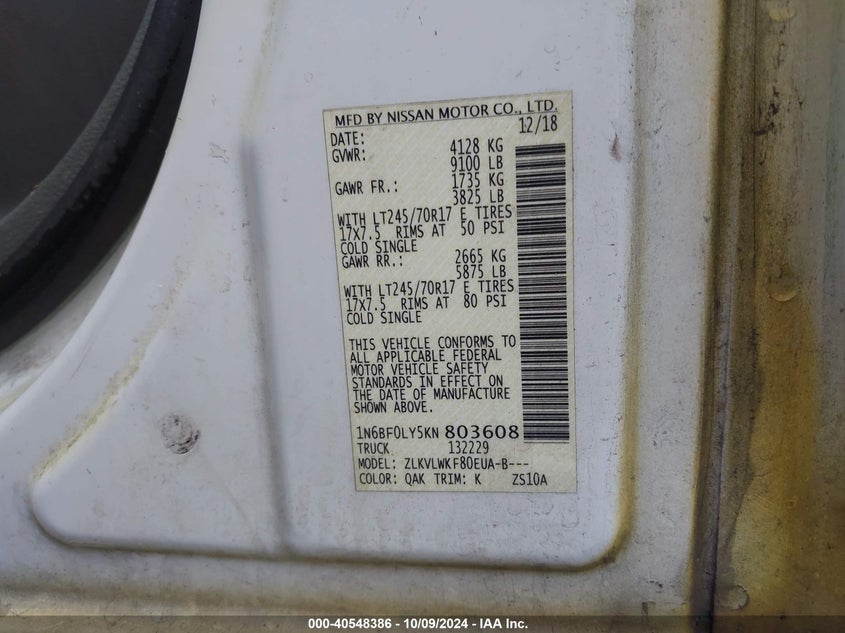 MFD BY NISSAN MOTOR CO., LTD.
DATE: 12/18
GVWR: 4128 KG
9100 LB
GAWR FR.: 1735 KG
3825 LB
WITH LT245/70R17 E TIRES
17X7.5 RIMS AT 50 PSI
COLD SINGLE
GAWR RR.: 2665 KG
5875 LB
WITH LT245/70R17 E TIRES
17X7.5 RIMS AT 80 PSI
COLD SINGLE
THIS VEHICLE CONFORMS TO
ALL APPLICABLE FEDERAL
MOTOR VEHICLE SAFETY
STANDARDS IN EFFECT ON
THE DATE OF MANUFACTURE
SHOWN ABOVE.
1N6BF0LY5KN 803608
TRUCK 132229
MODEL: ZLKVLWKF80EUA-B---
COLOR: QAK TRIM: K ZS10A
000-40548386 - 10/09/2024 - IAA Inc.